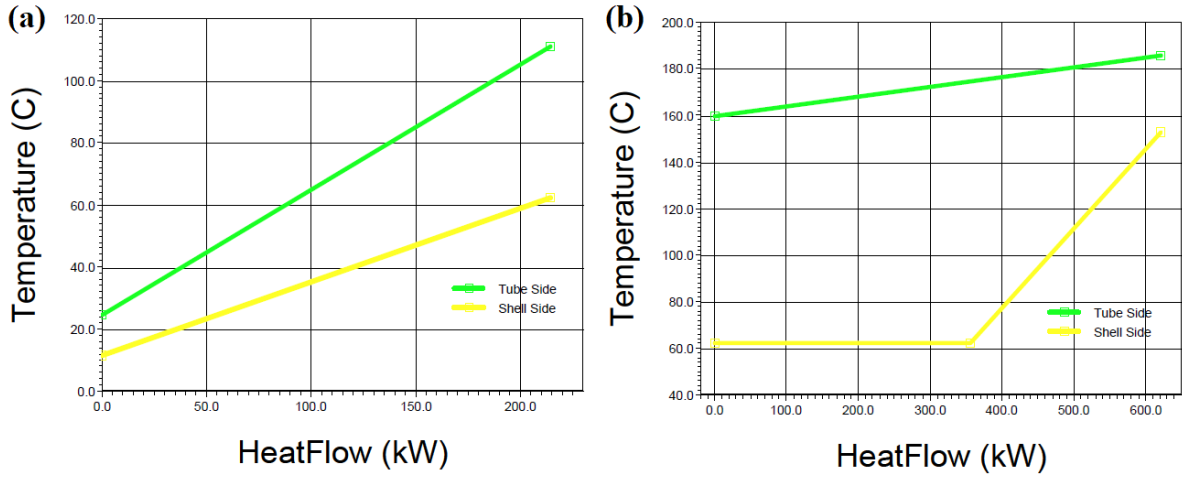 (a)
Temperature (C)
120.0
100.0
80.0
60.0
40.0
20.0
0.0
0.0 50.0 100.0 150.0 200.0
HeatFlow (kW)
Tube Side
Shell Side
(b)
Temperature (C)
200.0
180.0
160.0
140.0
120.0
100.0
80.0
60.0
40.0
0.0 100.0 200.0 300.0 400.0 500.0 600.0
HeatFlow (kW)
Tube Side
Shell Side